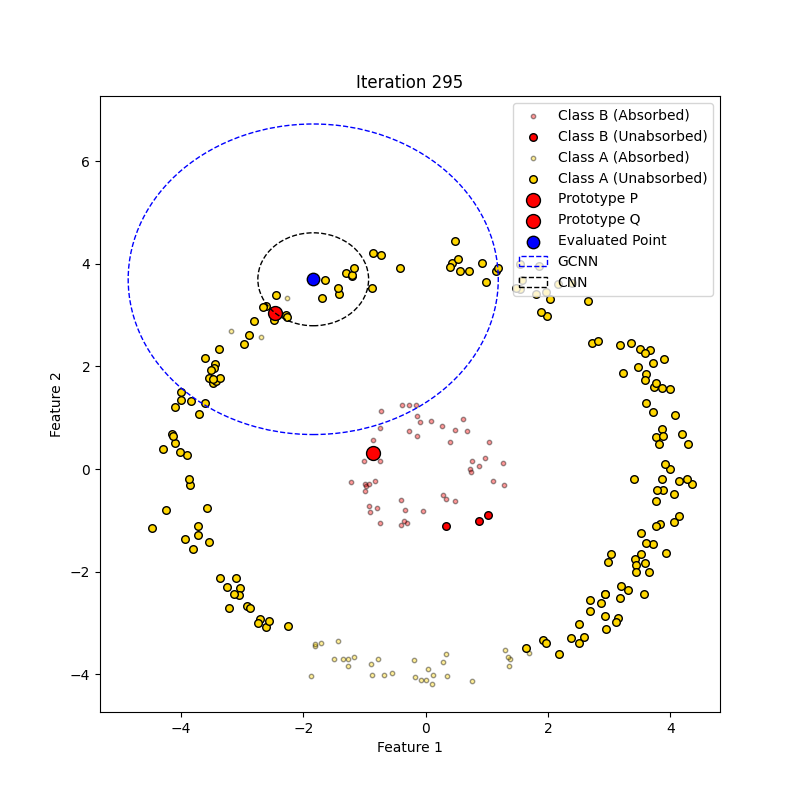 Iteration 295
Class B (Absorbed)
Class B (Unabsorbed)
Class A (Absorbed)
Class A (Unabsorbed)
Prototype P
Prototype Q
Evaluated Point
GCNN
CNN
6
4
2
0
−2
−4
Feature 2
−4 −2 0 2 4
Feature 1